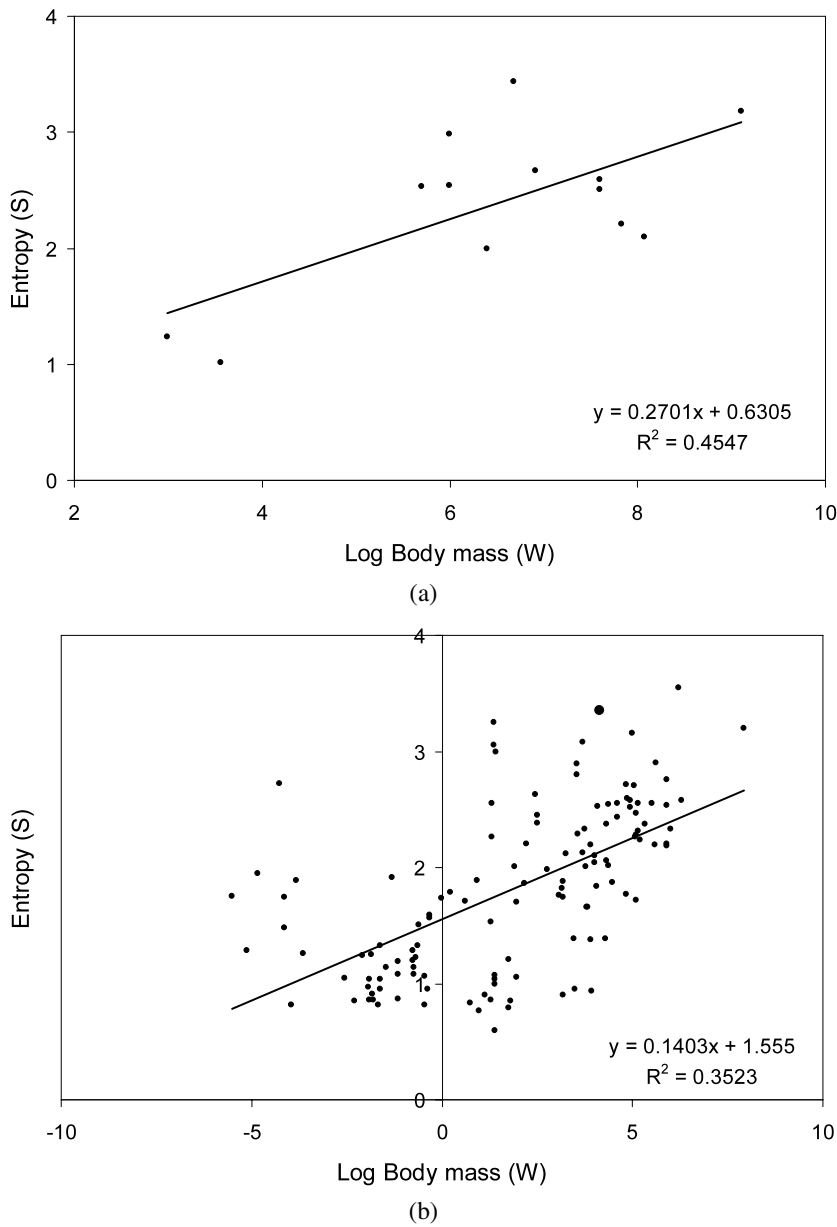 4
3
2
1
0
Entropy (S)
y = 0.2701x + 0.6305
R² = 0.4547
2 4 6 8 10
Log Body mass (W)
(a)
4
3
2
1
0
Entropy (S)
y = 0.1403x + 1.555
R² = 0.3523
-10 -5 0 5 10
Log Body mass (W)
(b)